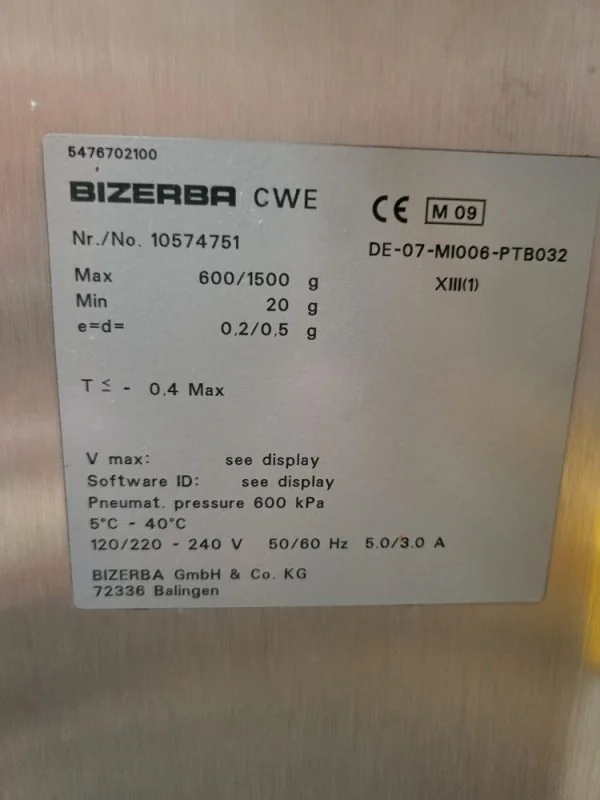 5476702100
BIZERBA CWE
CE M 09
Nr./No. 10574751
DE-07-MI006-PTB032
Max 600/1500 g
XIII(1)
Min 20 g
e=d= 0,2/0,5 g
T ≤ - 0,4 Max
V max: see display
Software ID: see display
Pneumat. pressure 600 kPa
5°C - 40°C
120/220 - 240 V 50/60 Hz 5.0/3.0 A
BIZERBA GmbH & Co. KG
72336 Balingen